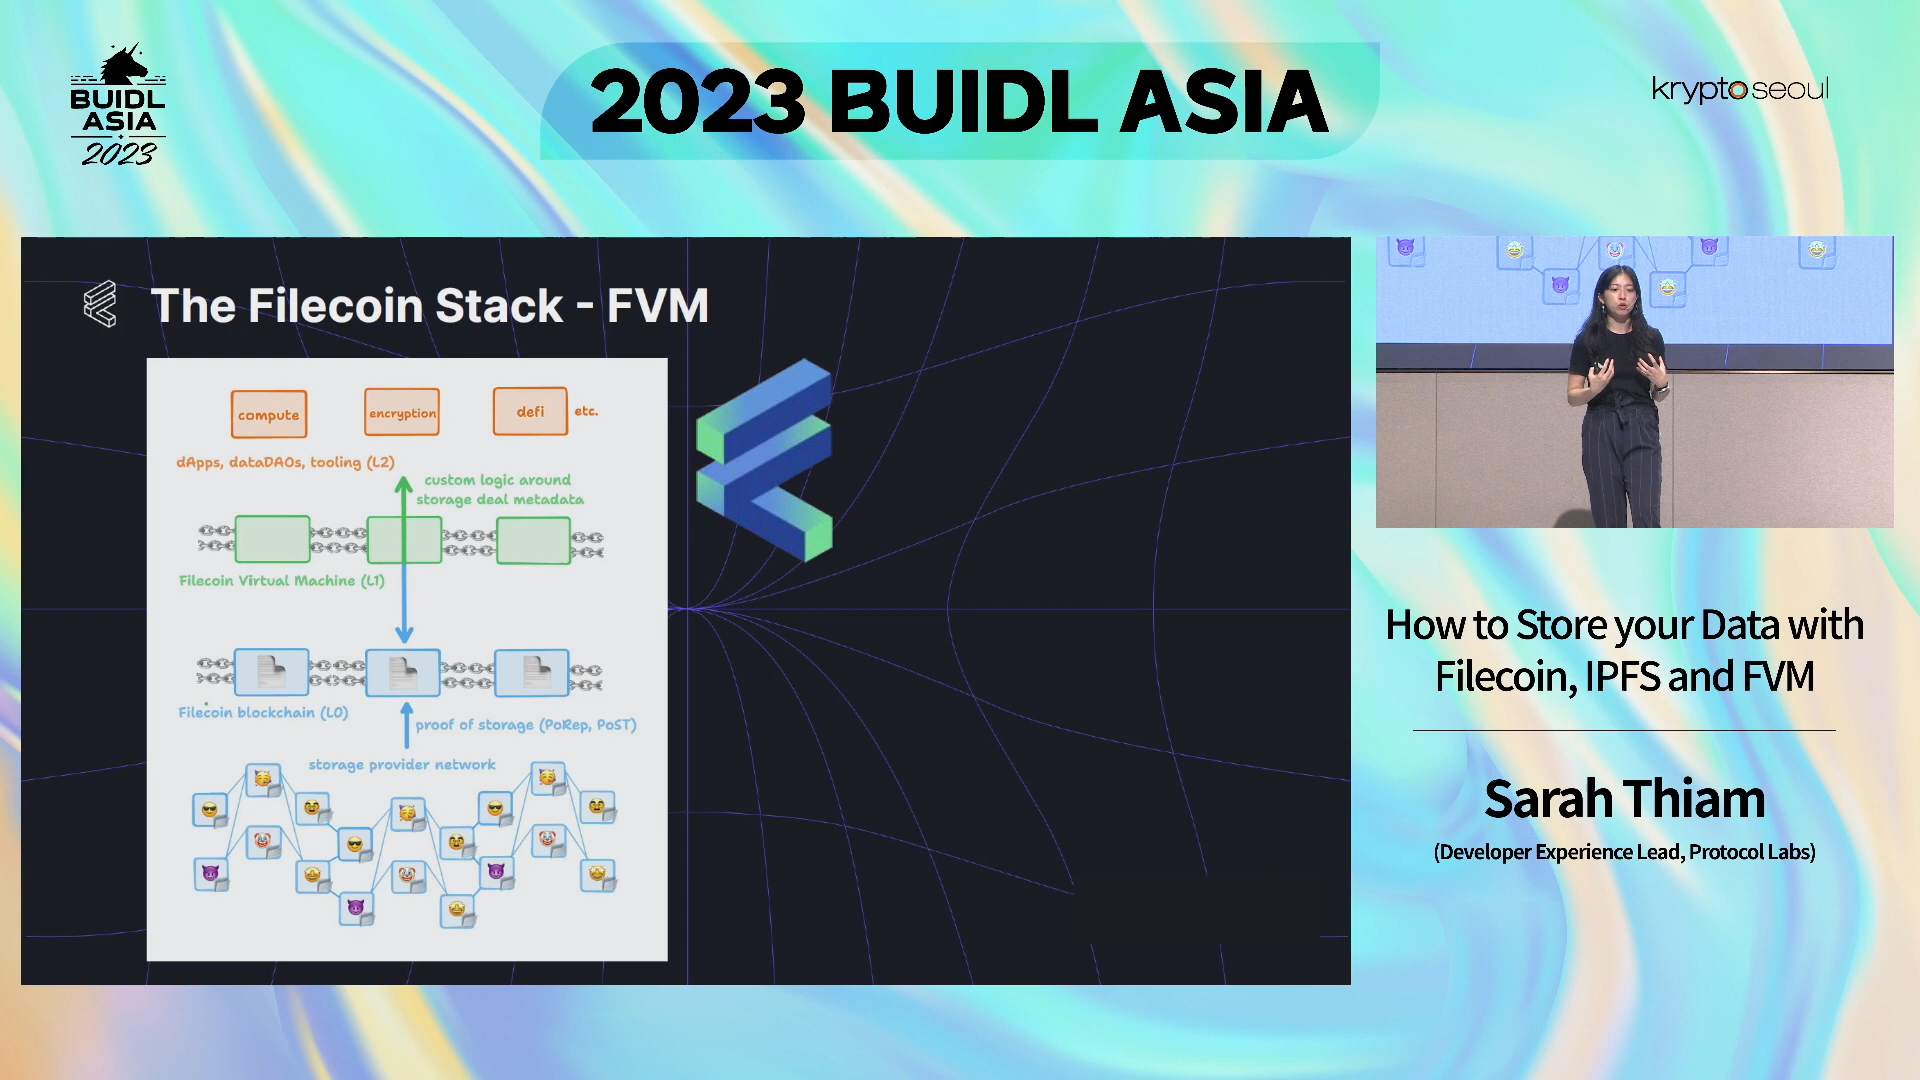 BUIDL
ASIA
2023
2023 BUIDL ASIA
kryptoseoul
The Filecoin Stack - FVM
compute
encryption
defi
etc.
dApps, dataDAOs, tooling (L2)
custom logic around
storage deal metadata
Filecoin Virtual Machine (L1)
Filecoin blockchain (L0)
proof of storage (PoRep, PoST)
storage provider network
How to Store your Data with
Filecoin, IPFS and FVM
Sarah Thiam
(Developer Experience Lead, Protocol Labs)